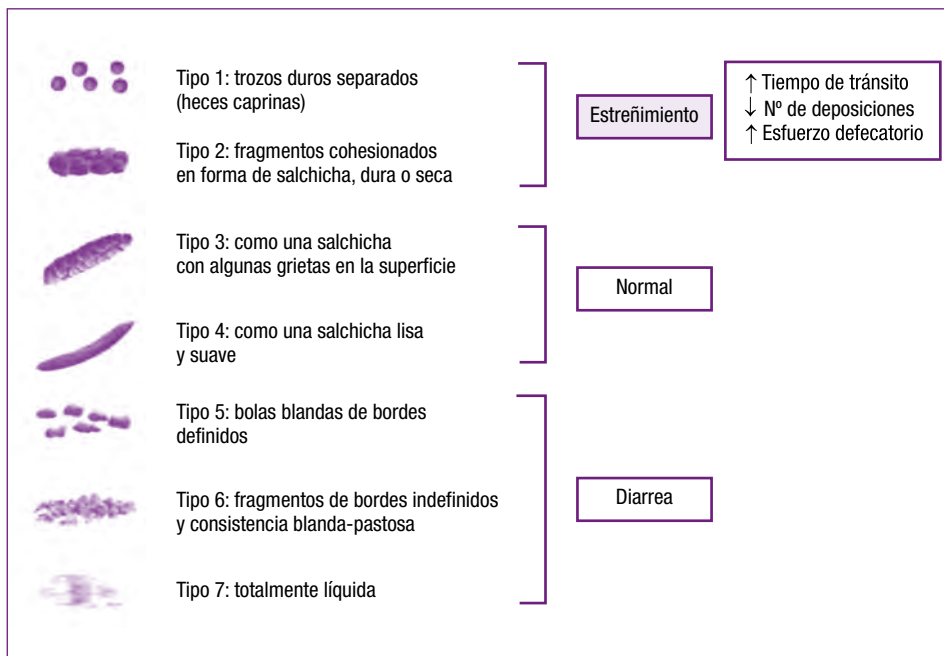 Tipo 1: trozos duros separados
(heces caprinas)
Tipo 2: fragmentos cohesionados
en forma de salchicha, dura o seca
Estreñimiento
↑ Tiempo de tránsito
↓ Nº de deposiciones
↑ Esfuerzo defecatorio
Tipo 3: como una salchicha
con algunas grietas en la superficie
Tipo 4: como una salchicha lisa
y suave
Normal
Tipo 5: bolas blandas de bordes
definidos
Tipo 6: fragmentos de bordes indefinidos
y consistencia blanda-pastosa
Tipo 7: totalmente líquida
Diarrea